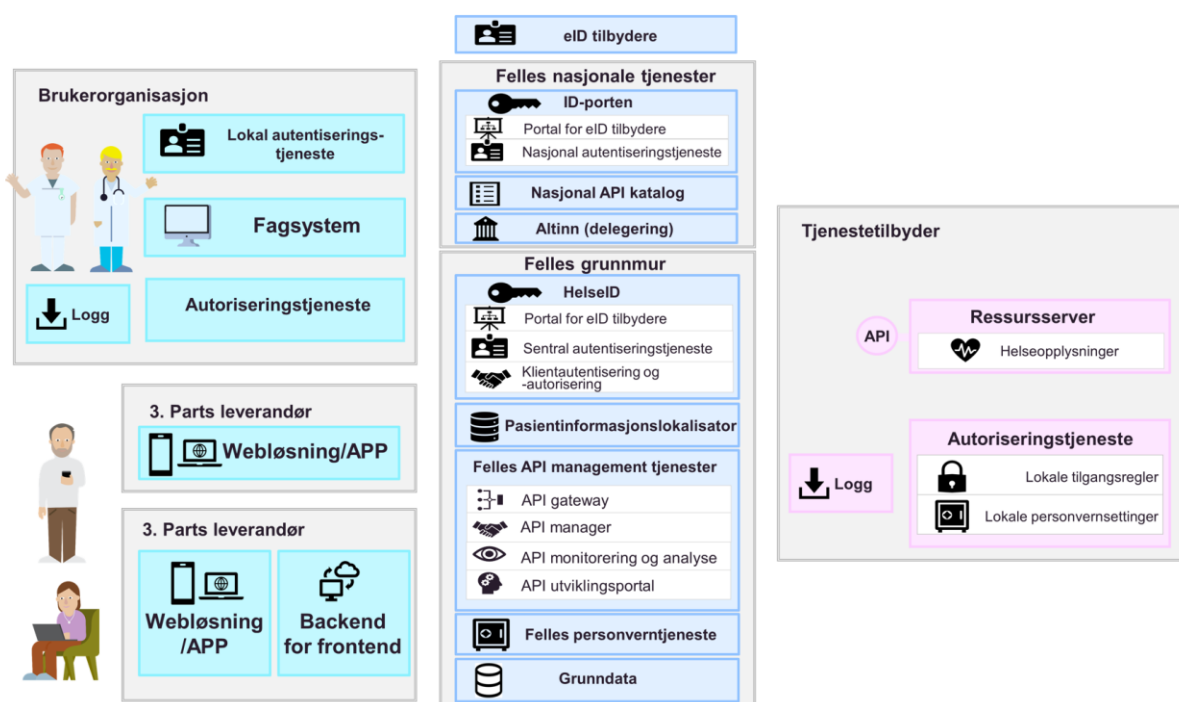 Brukerorganisasjon
Lokal autentiserings-
tjeneste
Fagsystem
Logg
Autoriseringstjeneste
3. Parts leverandør
Webløsning/APP
3. Parts leverandør
Webløsning
/APP
Backend
for frontend
eID tilbydere
Felles nasjonale tjenester
ID-porten
Portal for eID tilbydere
Nasjonal autentiseringstjeneste
Nasjonal API katalog
Altinn (delegering)
Felles grunnmur
HelseID
Portal for eID tilbydere
Sentral autentiseringstjeneste
Klientautentisering og
-autorisering
Pasientinformasjonslokalisator
Felles API management tjenester
API gateway
API manager
API monitorering og analyse
API utviklingsportal
Felles personverntjeneste
Grunndata
Tjenestetilbyder
API
Ressursserver
Helseopplysninger
Logg
Autoriseringstjeneste
Lokale tilgangsregler
Lokale personvernsettinger